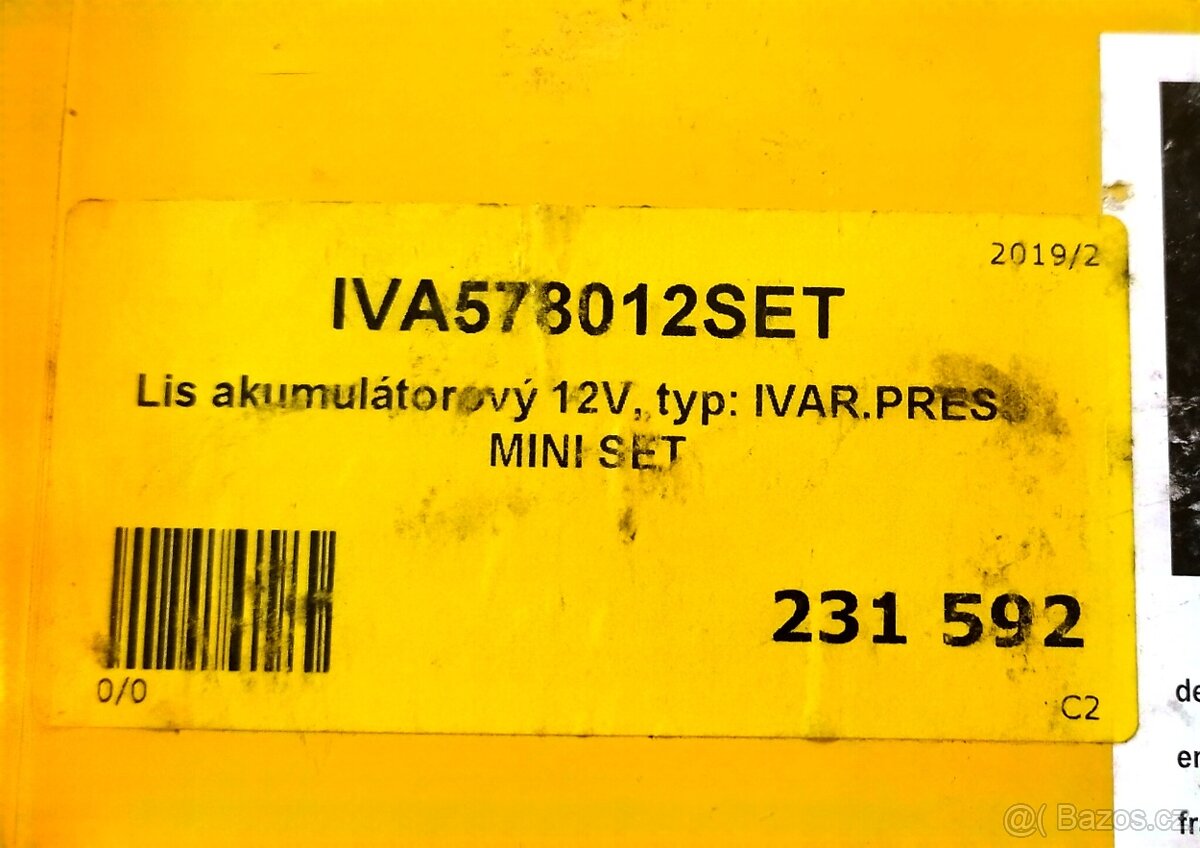 2019/2
IVA578012SET
Lis akumulátorový 12V, typ: IVAR.PRESS
MINI SET
231 592
0/0
C2
de
en
fr
@( Bazos.cz